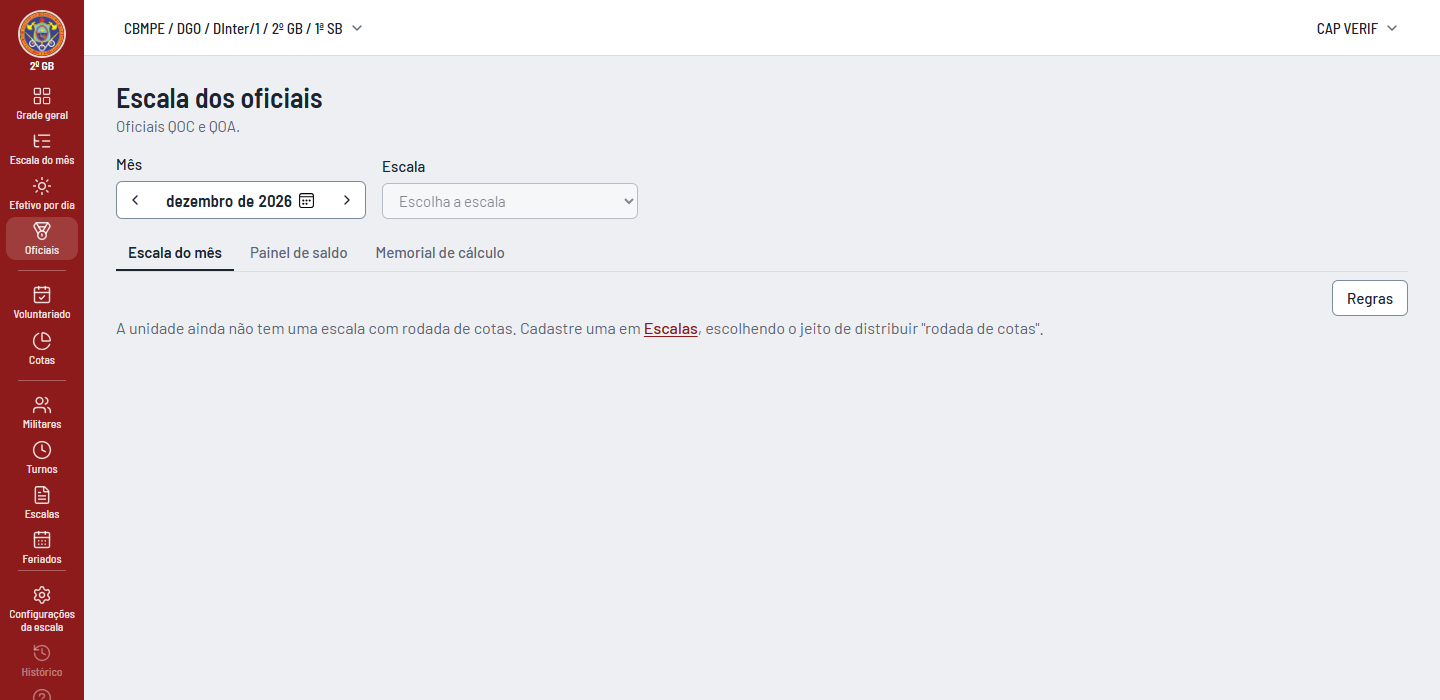 2º GB
Grade geral
Escala do mês
Efetivo por dia
Oficiais
Voluntariado
Cotas
Militares
Turnos
Escalas
Feriados
Configurações
da escala
Histórico
CBMPE / DGO / DInter/1 / 2º GB / 1ª SB
CAP VERIF
Escala dos oficiais
Oficiais QOC e QOA.
Mês
Escala
dezembro de 2026
Escolha a escala
Escala do mês
Painel de saldo
Memorial de cálculo
Regras
A unidade ainda não tem uma escala com rodada de cotas. Cadastre uma em Escalas, escolhendo o jeito de distribuir "rodada de cotas".